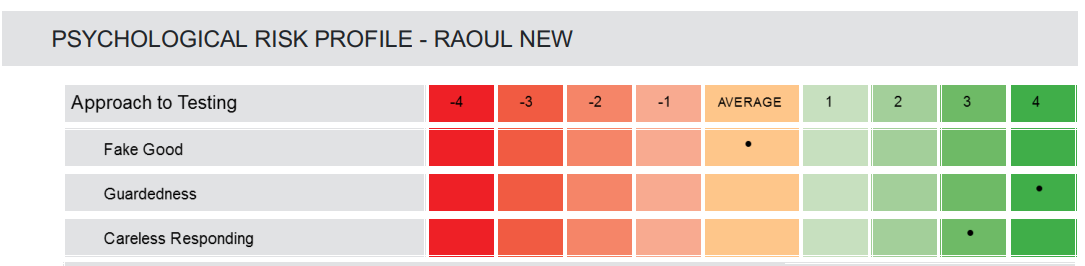 PSYCHOLOGICAL RISK PROFILE - RAOUL NEW
Approach to Testing -4 -3 -2 -1 AVERAGE 1 2 3 4
Fake Good
Guardedness
Careless Responding